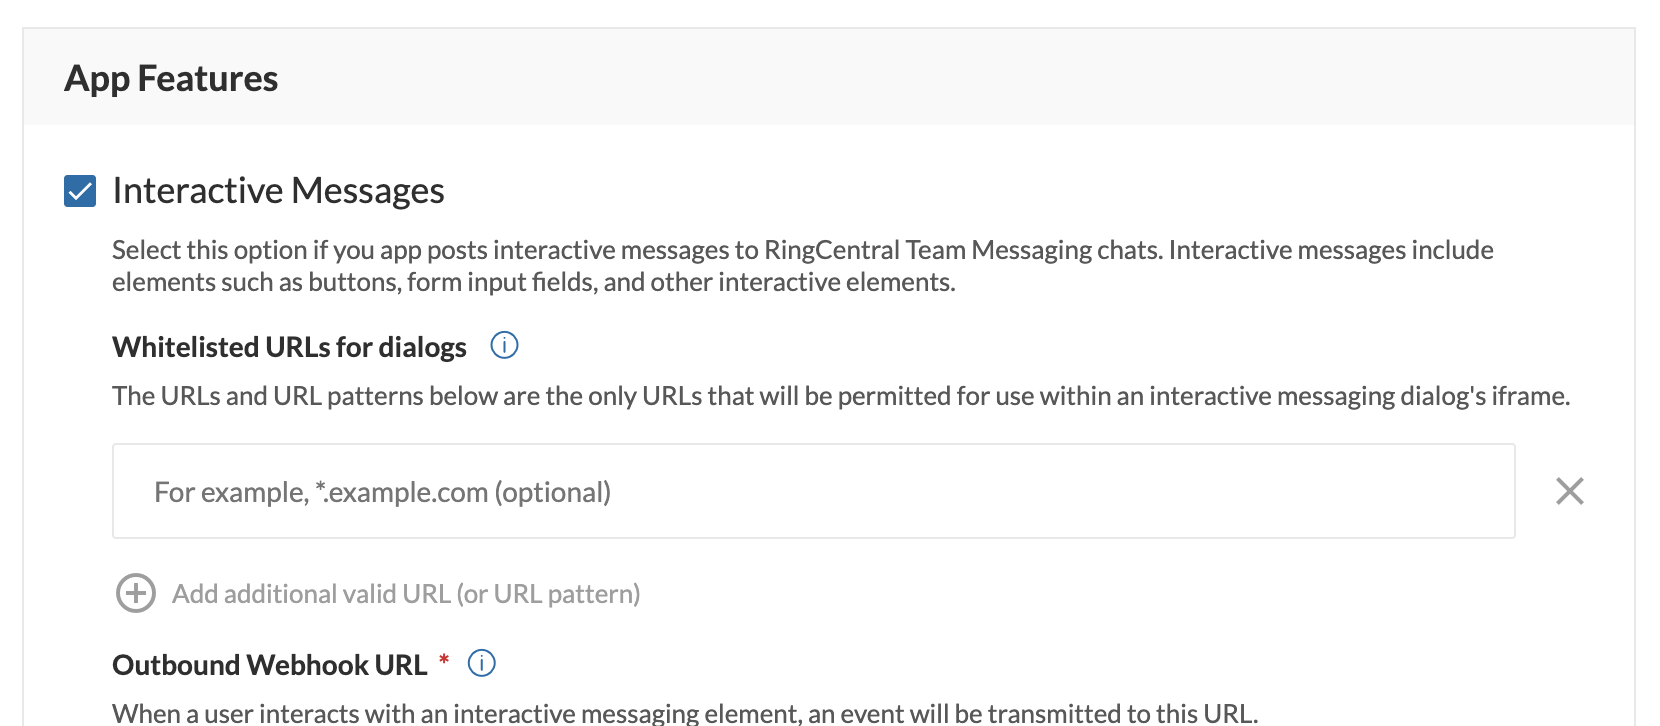 App Features
Interactive Messages
Select this option if you app posts interactive messages to RingCentral Team Messaging chats. Interactive messages include
elements such as buttons, form input fields, and other interactive elements.
Whitelisted URLs for dialogs
The URLs and URL patterns below are the only URLs that will be permitted for use within an interactive messaging dialog's iframe.
For example, *.example.com (optional)
Add additional valid URL (or URL pattern)
Outbound Webhook URL *
When a user interacts with an interactive messaging element, an event will be transmitted to this URL.